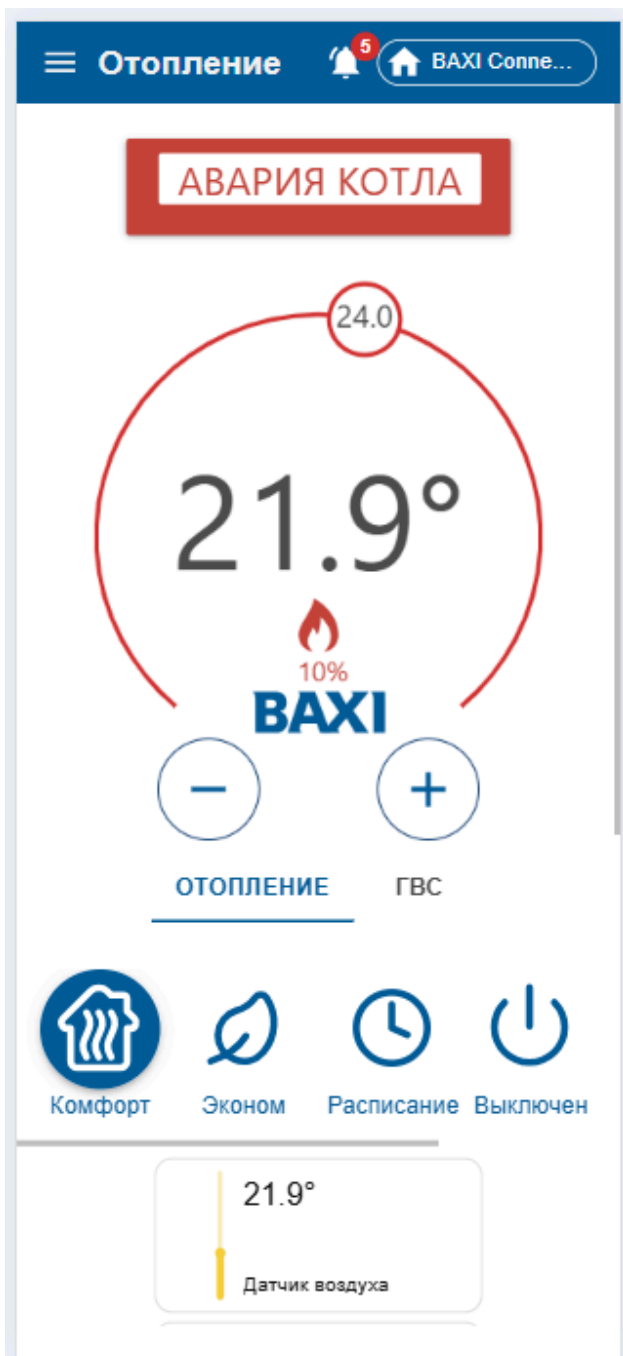 Отопление
5
BAXI Conne...
АВАРИЯ КОТЛА
24.0
21.9°
10%
BAXI
ОТОПЛЕНИЕ ГВС
Комфорт Эконом Расписание Выключен
21.9°
Датчик воздуха